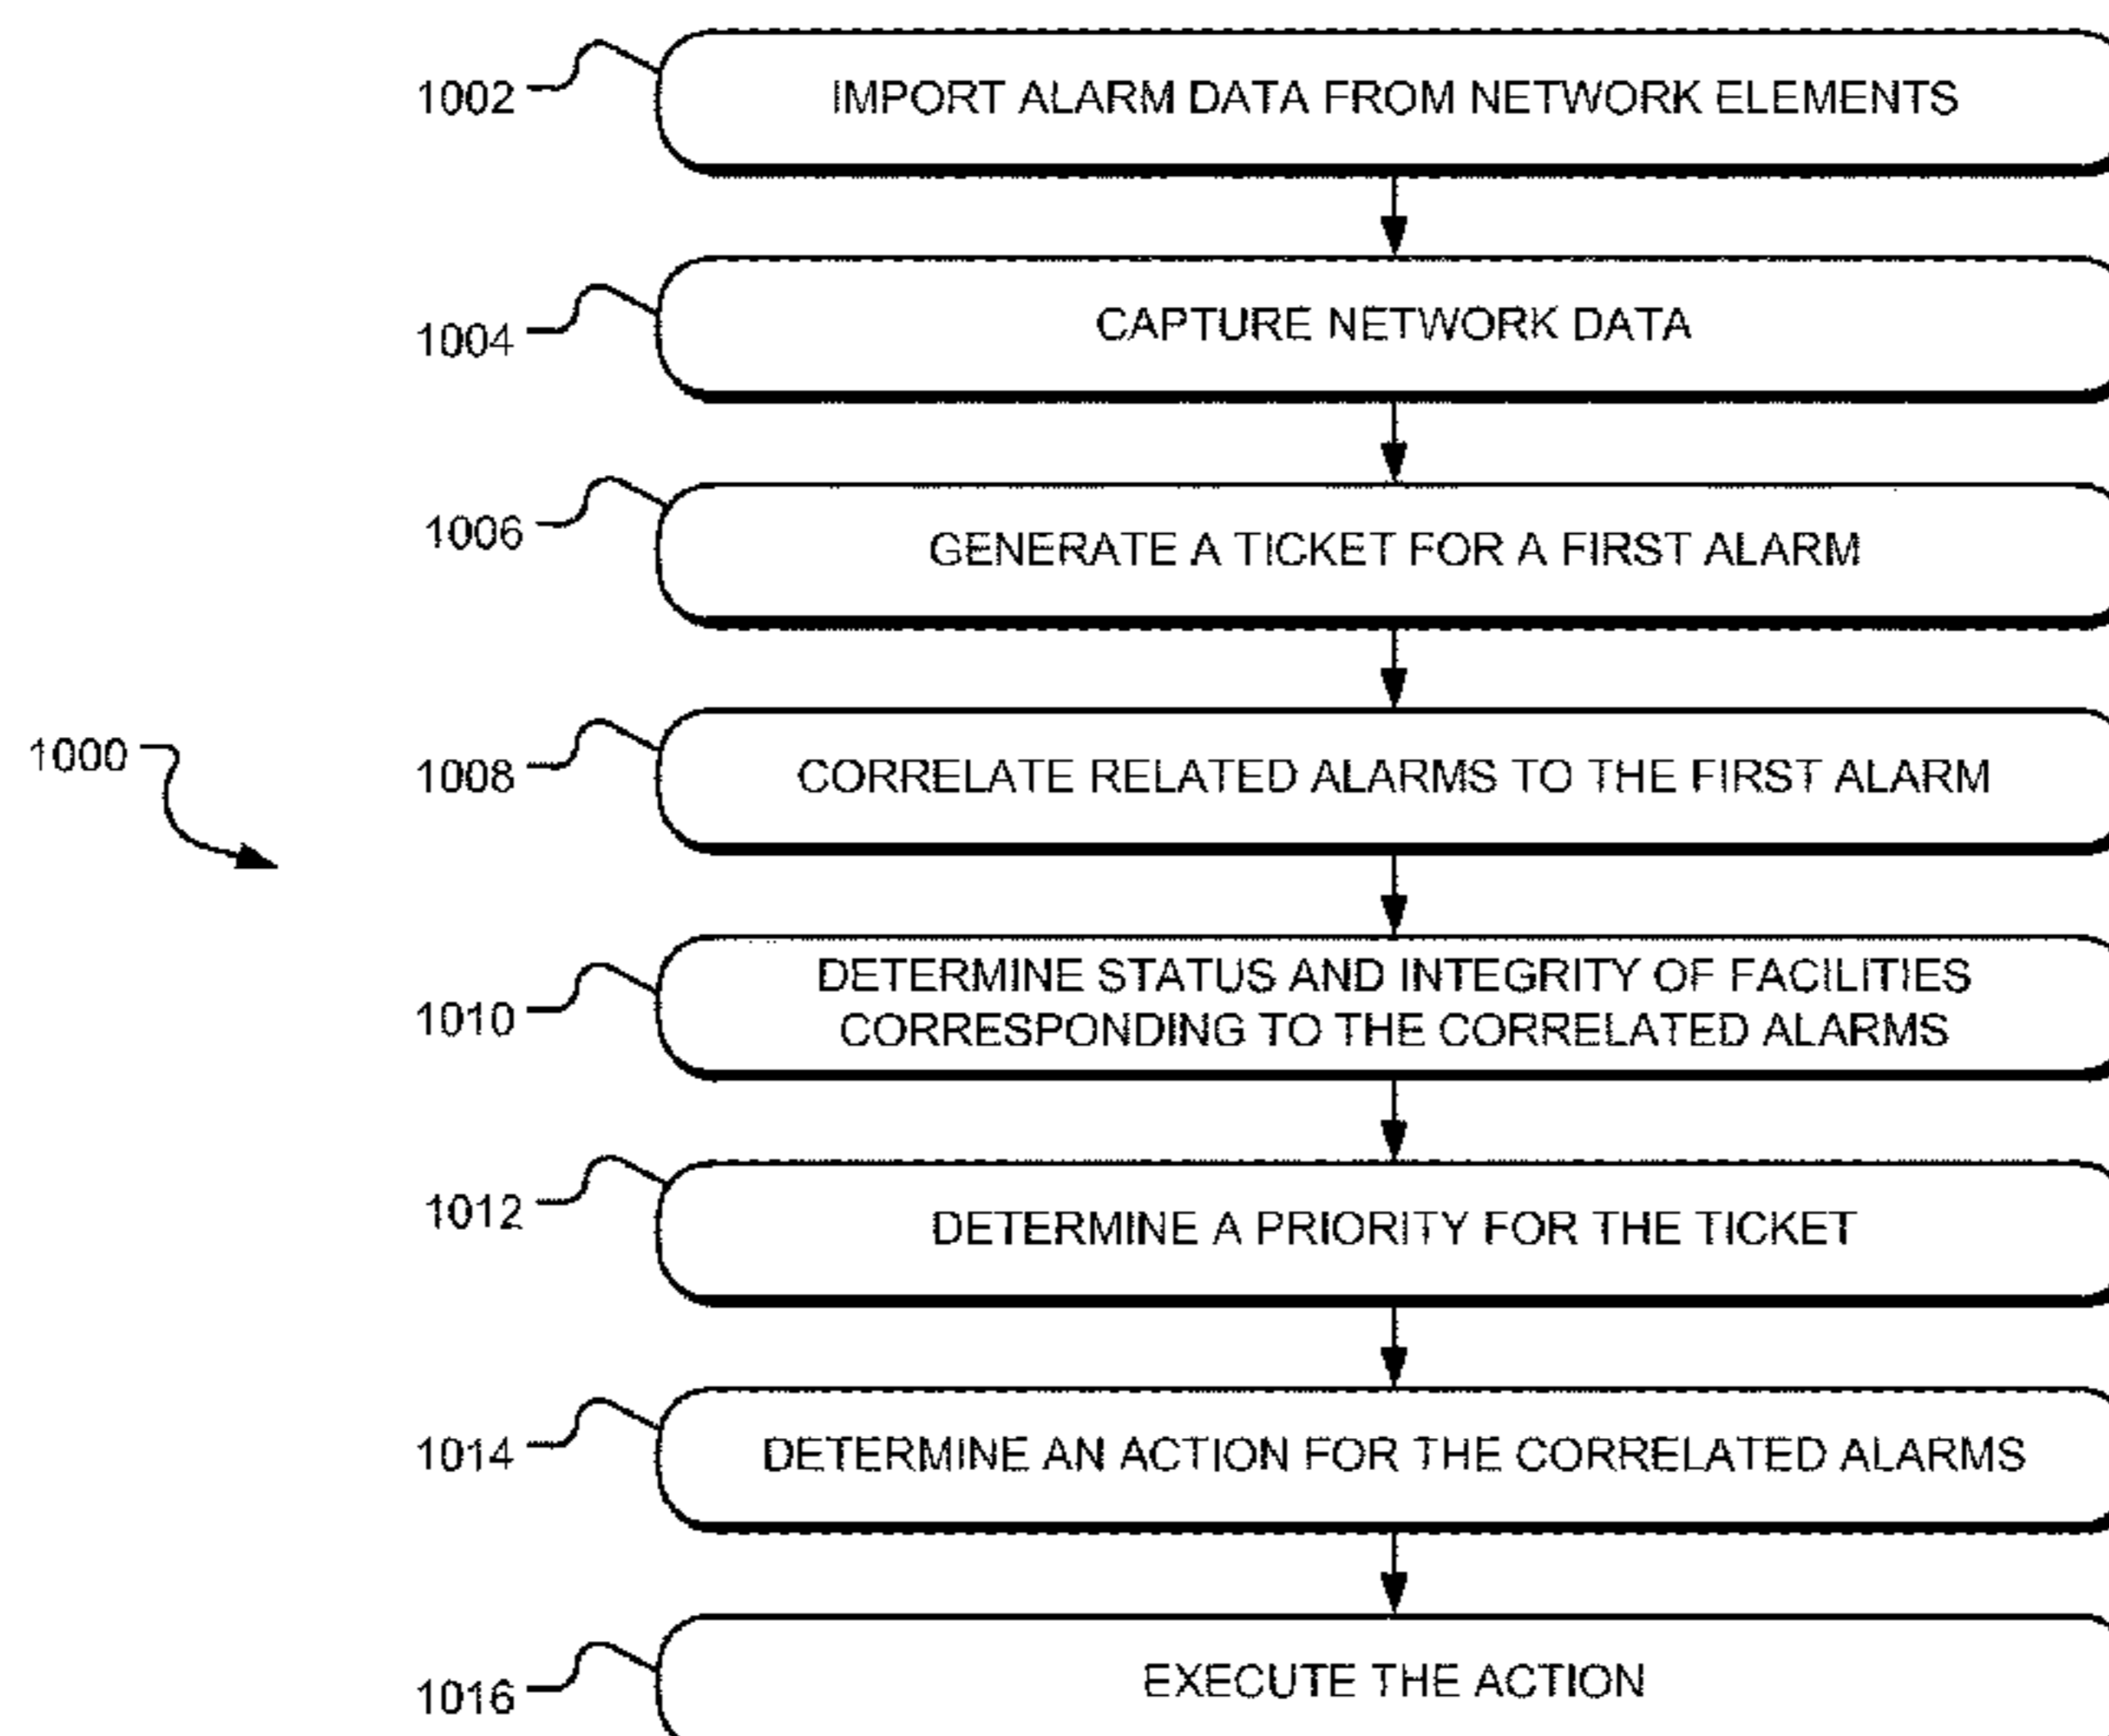 1002
IMPORT ALARM DATA FROM NETWORK ELEMENTS
1004
CAPTURE NETWORK DATA
1006
GENERATE A TICKET FOR A FIRST ALARM
1000
1008
CORRELATE RELATED ALARMS TO THE FIRST ALARM
1010
DETERMINE STATUS AND INTEGRITY OF FACILITIES
CORRESPONDING TO THE CORRELATED ALARMS
1012
DETERMINE A PRIORITY FOR THE TICKET
1014
DETERMINE AN ACTION FOR THE CORRELATED ALARMS
1016
EXECUTE THE ACTION